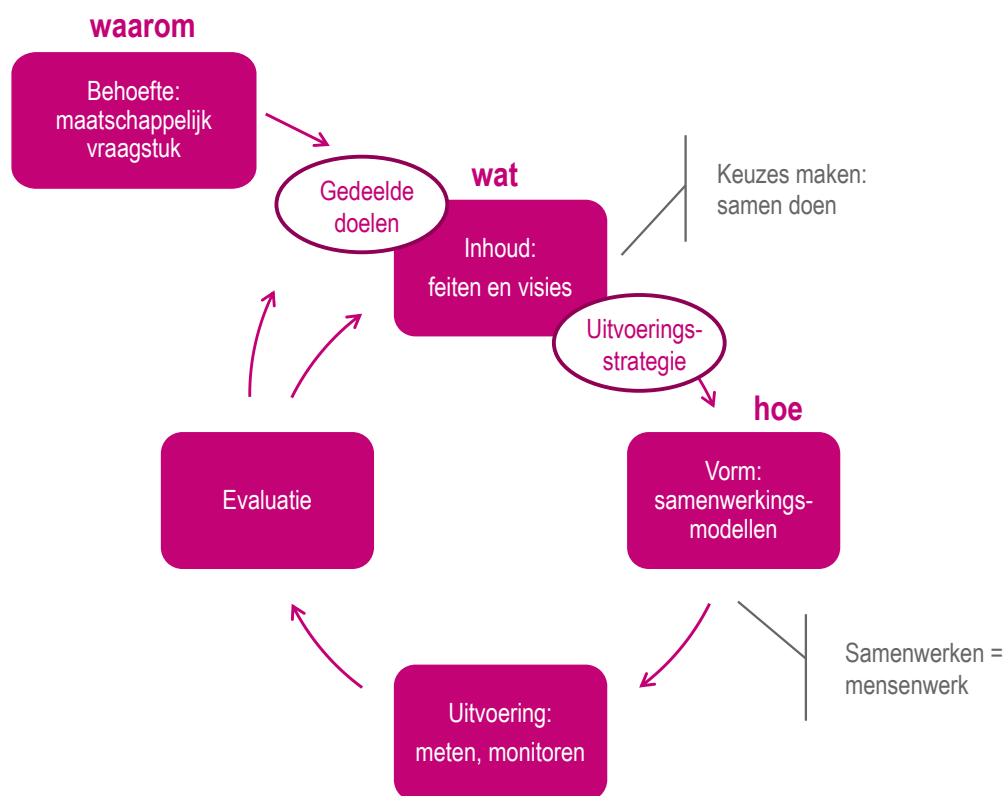 waarom
Behoefte:
maatschappelijk
vraagstuk
Gedeelde
doelen
wat
Inhoud:
feiten en visies
Keuzes maken:
samen doen
Uitvoerings-
strategie
hoe
Vorm:
samenwerkings-
modellen
Samenwerken =
mensenwerk
Uitvoering:
meten, monitoren
Evaluatie